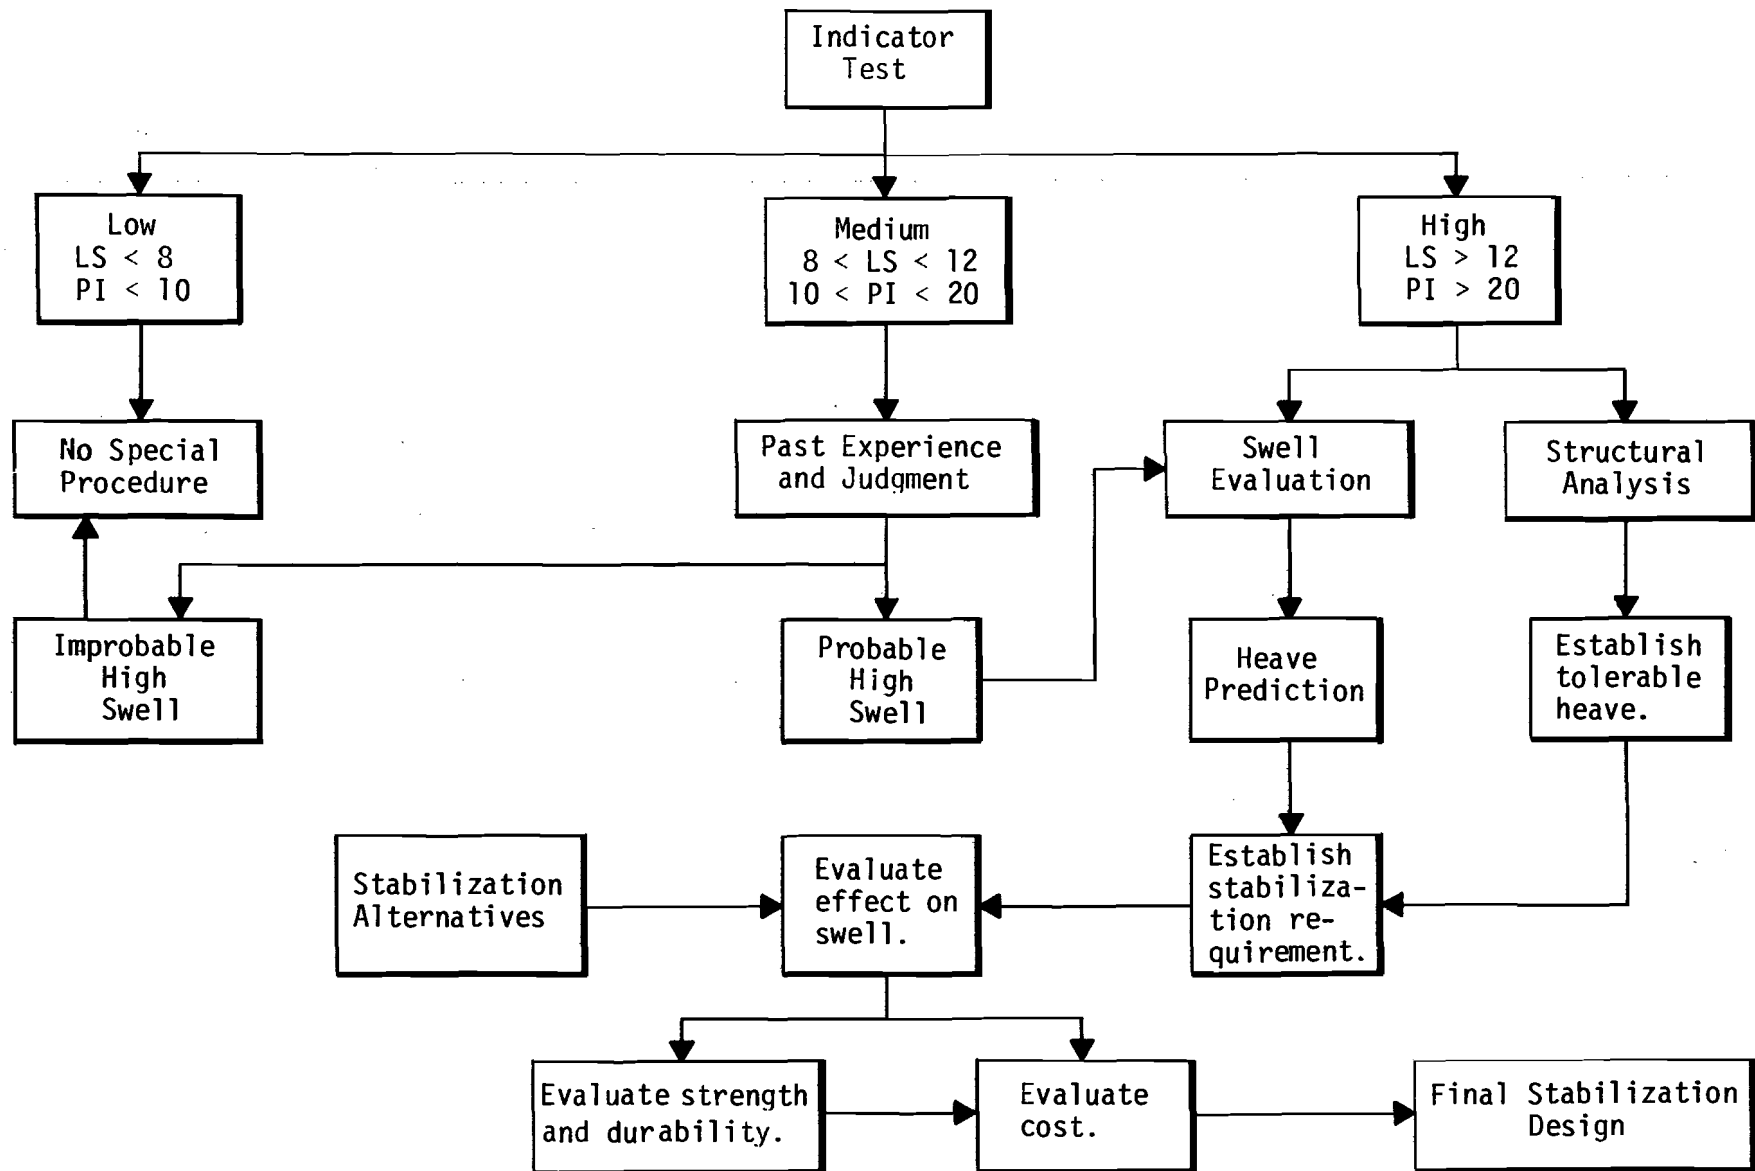 Indicator
Test
Low
LS < 8
PI < 10
Medium
8 < LS < 12
10 < PI < 20
High
LS > 12
PI > 20
No Special
Procedure
Past Experience
and Judgment
Swell
Evaluation
Structural
Analysis
Improbable
High
Swell
Probable
High
Swell
Heave
Prediction
Establish
tolerable
heave.
Stabilization
Alternatives
Evaluate
effect on
swell.
Establish
stabiliza-
tion re-
quirement.
Evaluate strength
and durability.
Evaluate
cost.
Final Stabilization
Design